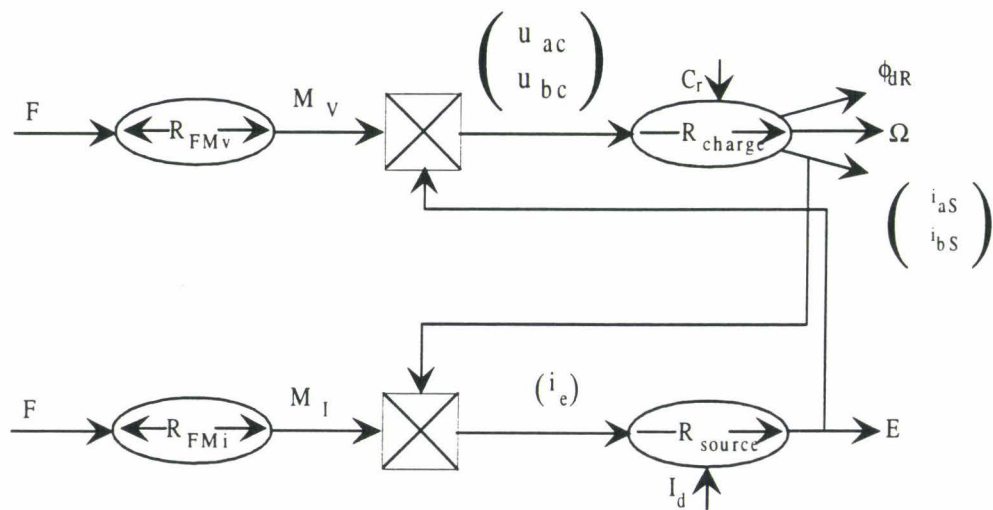 u ac
u bc
C r
ϕ dR
F
R FMv
M V
R charge
Ω
i aS
i bS
F
R FMi
M I
(i e)
R source
E
I d